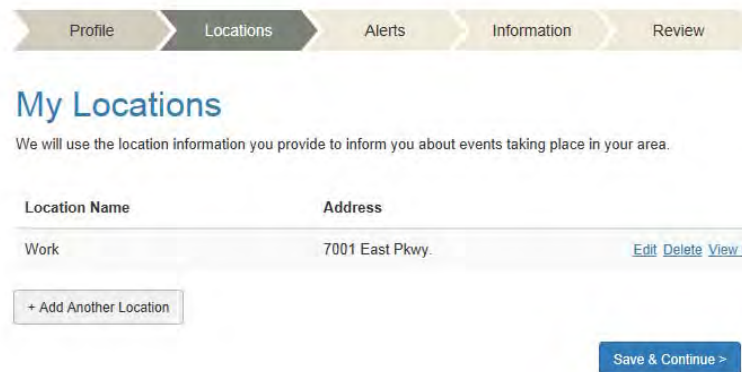 Profile Locations Alerts Information Review
My Locations
We will use the location information you provide to inform you about events taking place in your area.
Location Name Address
Work 7001 East Pkwy. Edit Delete View
+ Add Another Location
Save & Continue >